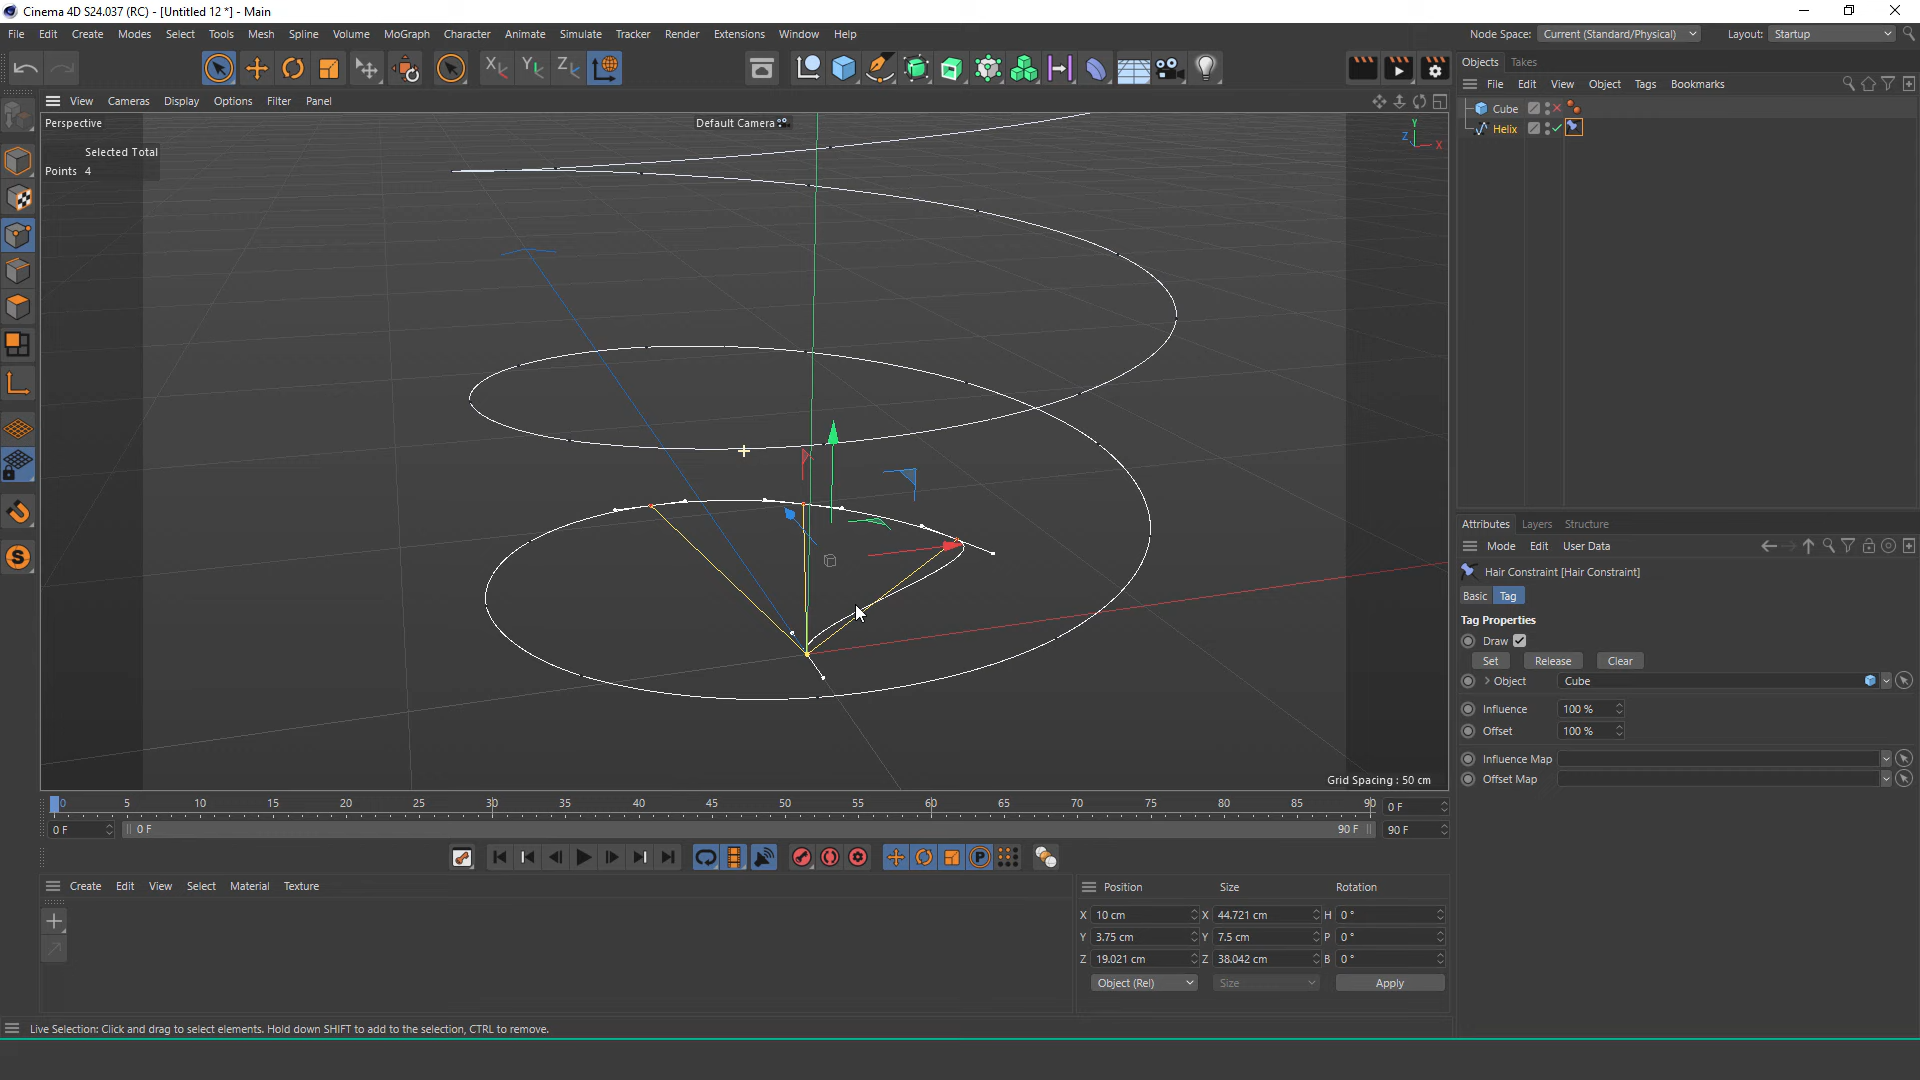 Cinema 4D S24.037 (RC) - [Untitled 12 *] - Main
File Edit Create Modes Select Tools Mesh Spline Volume MoGraph Character Animate Simulate Tracker Render Extensions Window Help
Node Space: Current (Standard/Physical) Layout: Startup
X Y Z
View Cameras Display Options Filter Panel
Perspective
Default Camera
Selected Total
Points 4
Y
Z
X
Grid Spacing : 50 cm
0 5 10 15 20 25 30 35 40 45 50 55 60 65 70 75 80 85 90
0 F
0 F
0 F
90 F
90 F
P
Create Edit View Select Material Texture
Position Size Rotation
X 10 cm X 44.721 cm H 0 °
Y 3.75 cm Y 7.5 cm P 0 °
Z 19.021 cm Z 38.042 cm B 0 °
Object (Rel) Size Apply
Live Selection: Click and drag to select elements. Hold down SHIFT to add to the selection, CTRL to remove.
Objects Takes
File Edit View Object Tags Bookmarks
Cube
Helix
Attributes Layers Structure
Mode Edit User Data
Hair Constraint [Hair Constraint]
Basic Tag
Tag Properties
Draw
Set Release Clear
Object Cube
Influence 100 %
Offset 100 %
Influence Map
Offset Map